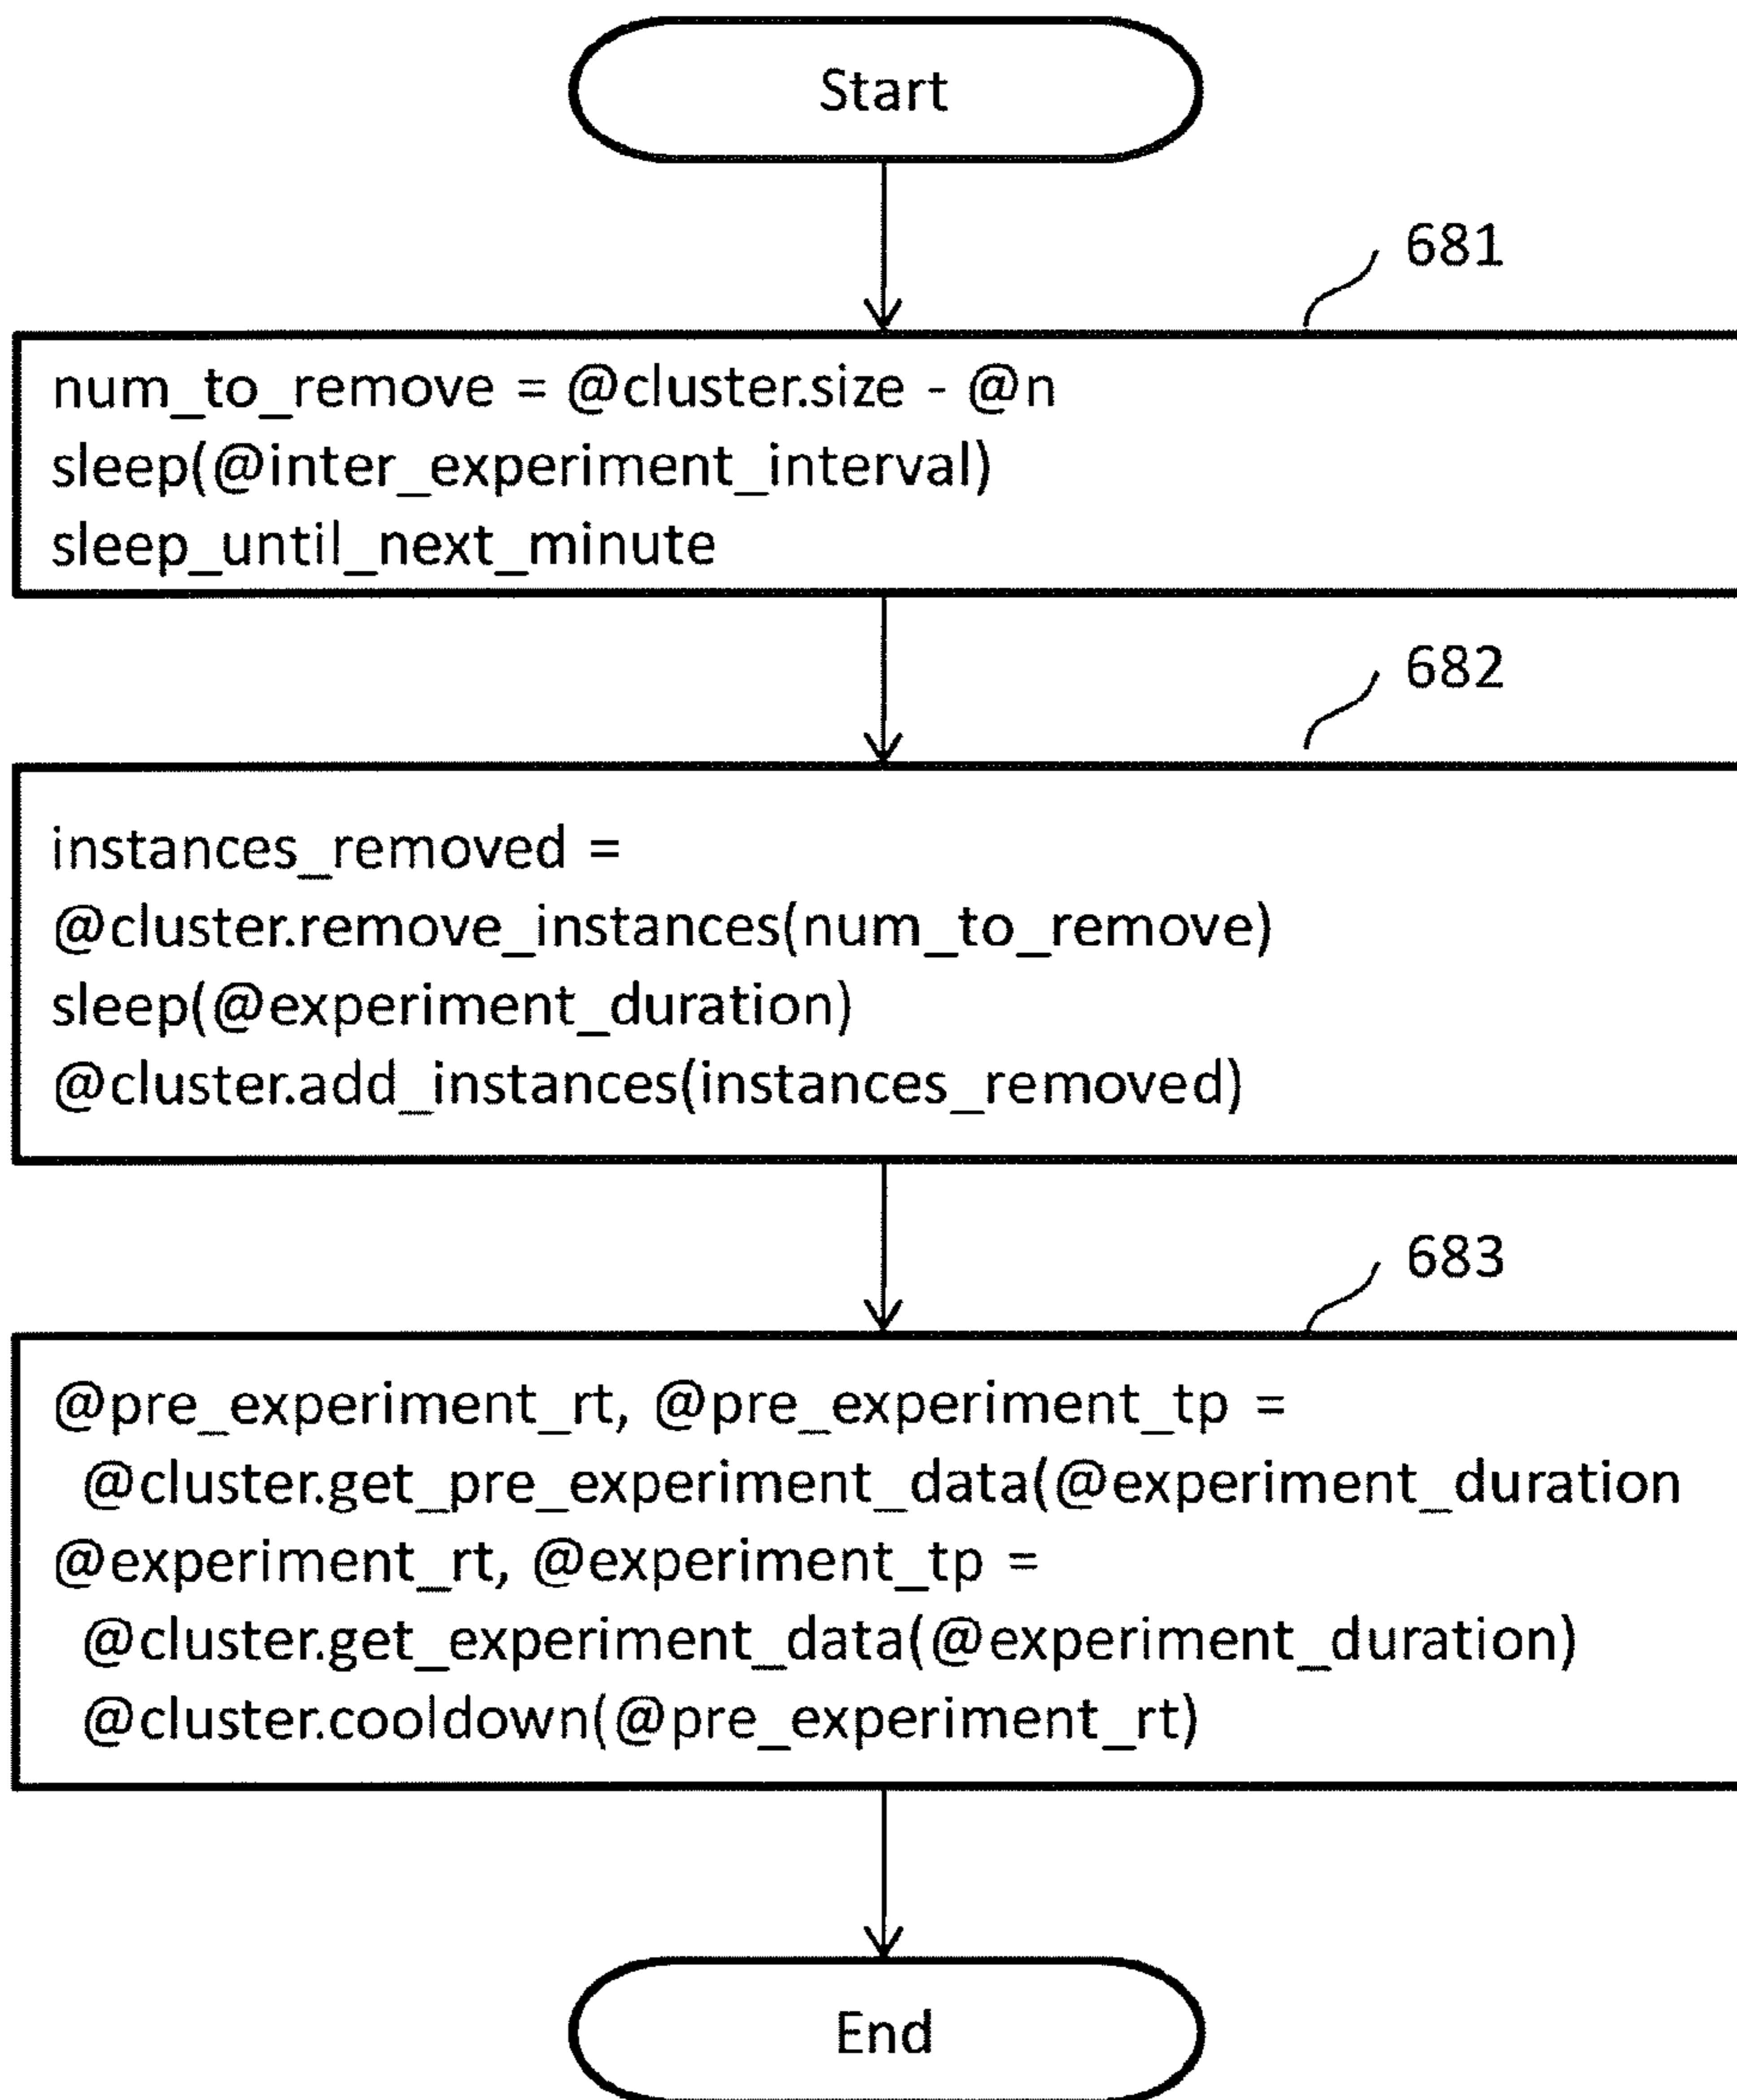 Start
681
num_to_remove = @cluster.size - @n
sleep(@inter_experiment_interval)
sleep_until_next_minute
682
instances_removed =
@cluster.remove_instances(num_to_remove)
sleep(@experiment_duration)
@cluster.add_instances(instances_removed)
683
@pre_experiment_rt, @pre_experiment_tp =
@cluster.get_pre_experiment_data(@experiment_duration
@experiment_rt, @experiment_tp =
@cluster.get_experiment_data(@experiment_duration)
@cluster.cooldown(@pre_experiment_rt)
End